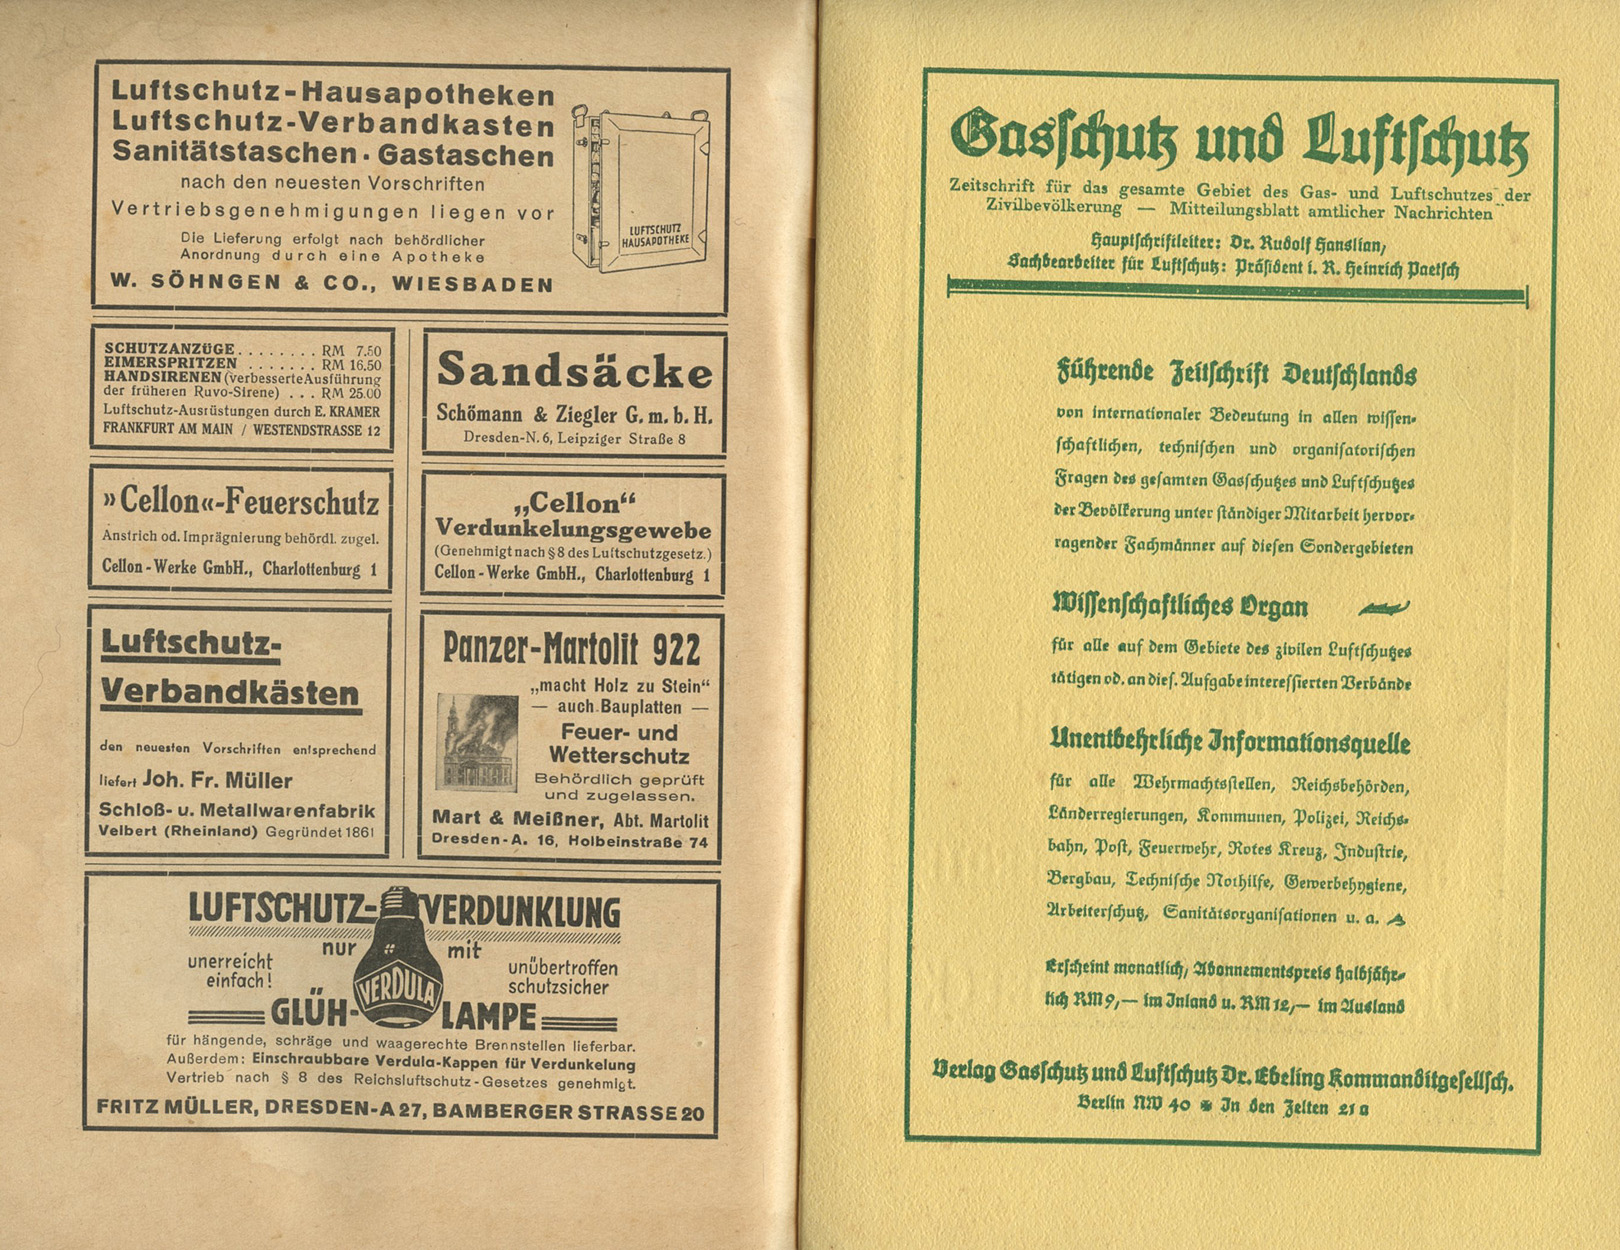 Luftschutz-Hausapotheken
Luftschutz-Verbandkasten
Sanitätstaschen · Gastaschen
nach den neuesten Vorschriften
Vertriebsgenehmigungen liegen vor
Die Lieferung erfolgt nach behördlicher
Anordnung durch eine Apotheke
W. SÖHNGEN & CO., WIESBADEN
LUFTSCHUTZ
HAUSAPOTHEKE
SCHUTZANZÜGE . . . . . . . . RM 7.50
EIMERSPRITZEN . . . . . . . RM 16.50
HANDSIRENEN (verbesserte Ausführung
der früheren Ruvo-Sirene) . . . RM 25.00
Luftschutz-Ausrüstungen durch E. KRAMER
FRANKFURT AM MAIN / WESTENDSTRASSE 12
Sandsäcke
Schömann & Ziegler G. m. b. H.
Dresden-N. 6, Leipziger Straße 8
»Cellon«-Feuerschutz
Anstrich od. Imprägnierung behördl. zugel.
Cellon-Werke GmbH., Charlottenburg 1
„Cellon“
Verdunkelungsgewebe
(Genehmigt nach § 8 des Luftschutzgesetz.)
Cellon-Werke GmbH., Charlottenburg 1
Luftschutz-
Verbandkästen
den neuesten Vorschriften entsprechend
liefert Joh. Fr. Müller
Schloß- u. Metallwarenfabrik
Velbert (Rheinland) Gegründet 1861
Panzer-Martolit 922
„macht Holz zu Stein“
— auch Bauplatten —
Feuer- und
Wetterschutz
Behördlich geprüft
und zugelassen.
Mart & Meißner, Abt. Martolit
Dresden-A. 16, Holbeinstraße 74
LUFTSCHUTZ-VERDUNKLUNG
nur mit
unerreicht
einfach!
unübertroffen
schutzsicher
VERDULA
GLÜH-LAMPE
für hängende, schräge und waagerechte Brennstellen lieferbar.
Außerdem: Einschraubbare Verdula-Kappen für Verdunkelung
Vertrieb nach § 8 des Reichsluftschutz-Gesetzes genehmigt.
FRITZ MÜLLER, DRESDEN-A 27, BAMBERGER STRASSE 20
Gasschutz und Luftschutz
Zeitschrift für das gesamte Gebiet des Gas- und Luftschutzes der
Zivilbevölkerung — Mitteilungsblatt amtlicher Nachrichten
Hauptschriftleiter: Dr. Rudolf Hanslian,
Sachbearbeiter für Luftschutz: Präsident i. R. Heinrich Paetsch
Führende Zeitschrift Deutschlands
von internationaler Bedeutung in allen wissen-
schaftlichen, technischen und organisatorischen
Fragen des gesamten Gasschutzes und Luftschutzes
der Bevölkerung unter ständiger Mitarbeit hervor-
ragender Fachmänner auf diesen Sondergebieten
Wissenschaftliches Organ
für alle auf dem Gebiete des zivilen Luftschutzes
tätigen od. an dies. Aufgabe interessierten Verbände
Unentbehrliche Informationsquelle
für alle Wehrmachtsstellen, Reichsbehörden,
Länderregierungen, Kommunen, Polizei, Reichs-
bahn, Post, Feuerwehr, Rotes Kreuz, Industrie,
Bergbau, Technische Nothilfe, Gewerbehygiene,
Arbeiterschutz, Sanitätsorganisationen u. a.
Erscheint monatlich, Abonnementspreis halbjähr-
lich RM 9,— im Inland u. RM 12,— im Ausland
Verlag Gasschutz und Luftschutz Dr. Ebeling Kommanditgesellsch.
Berlin NW 40 * In den Zelten 21 a